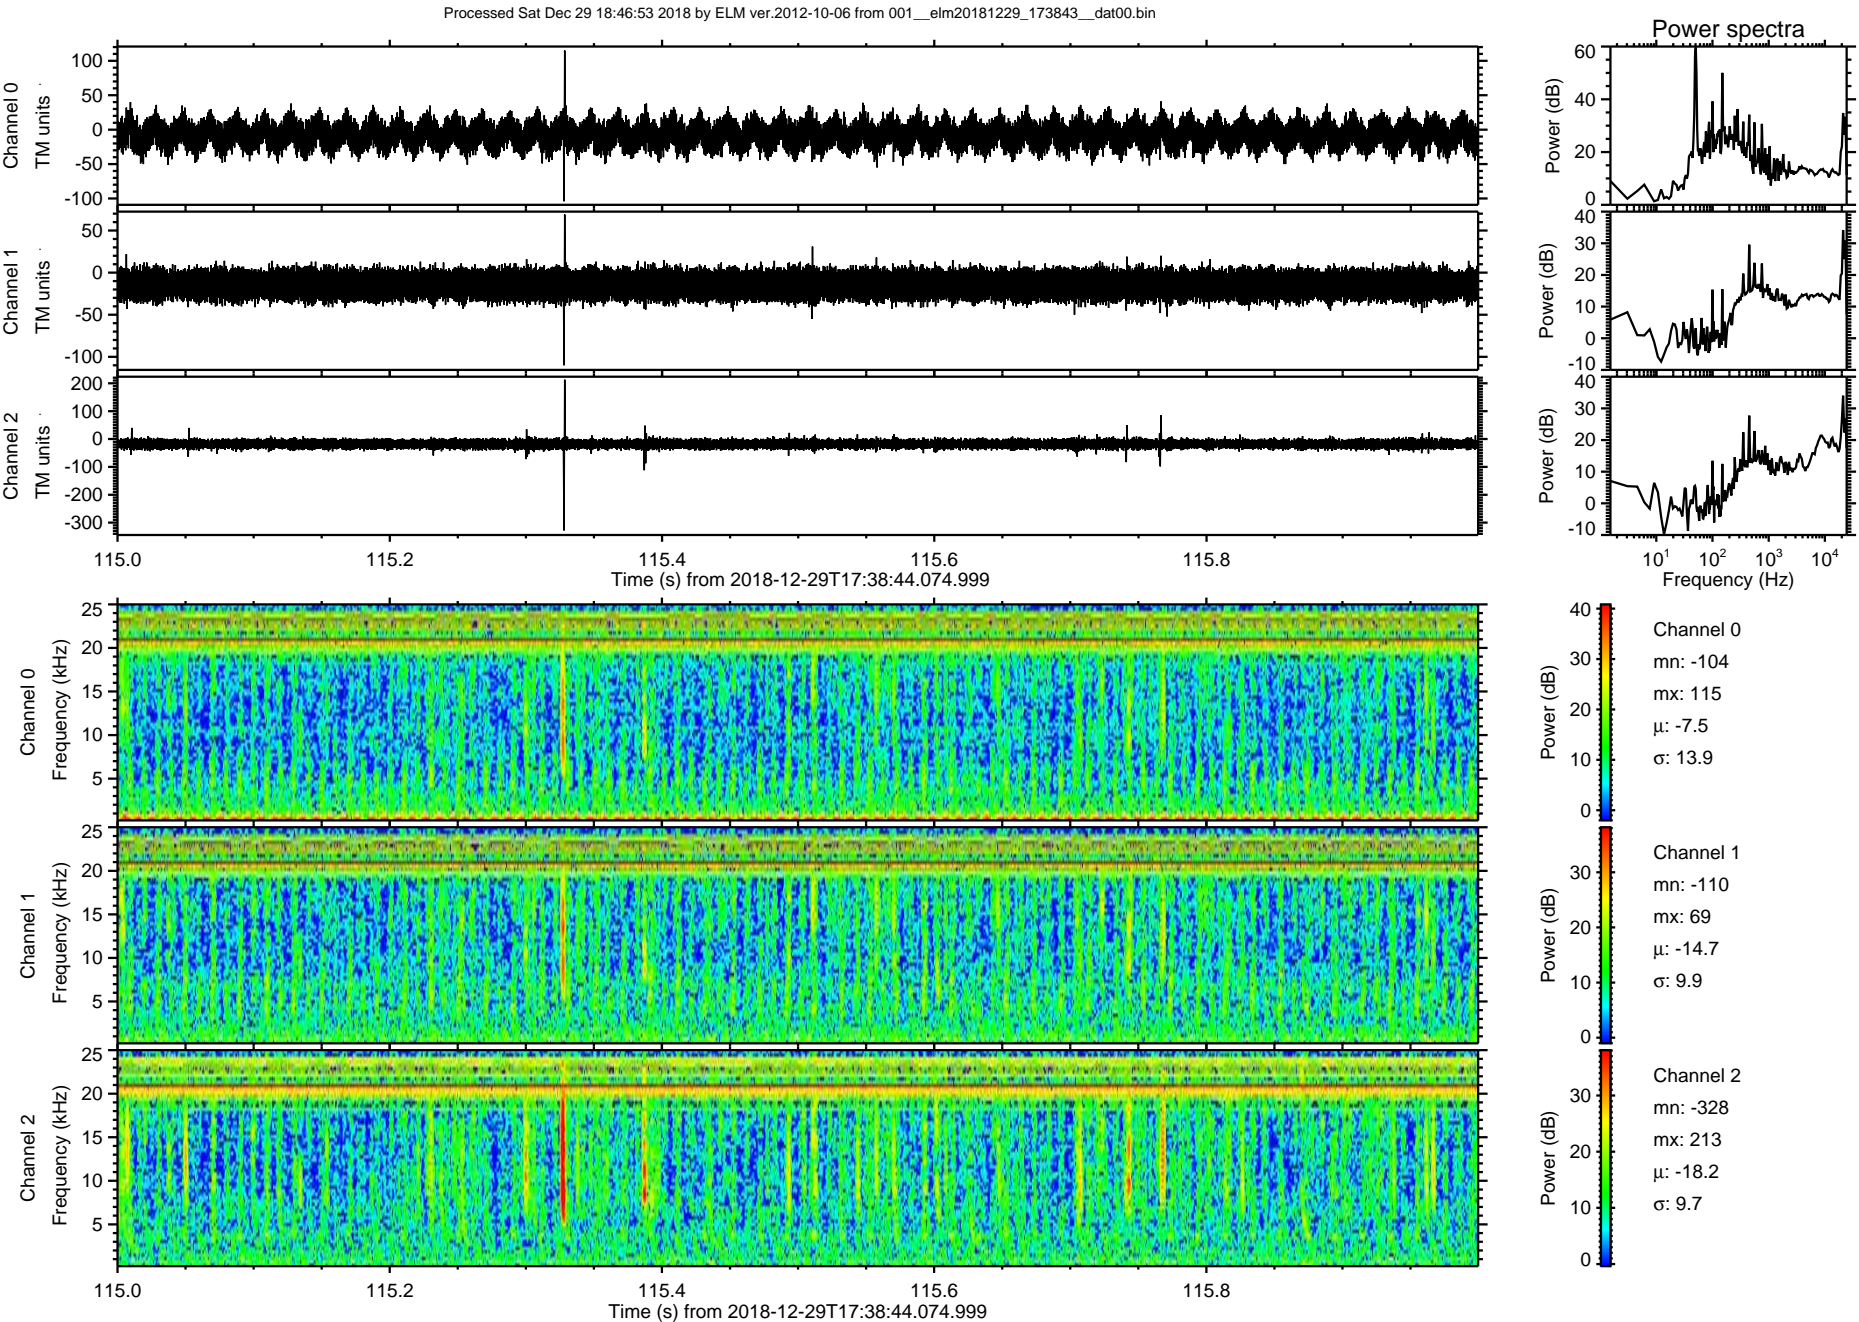 Processed Sat Dec 29 18:46:53 2018 by ELM ver.2012-10-06 from 001__elm20181229_173843__dat00.bin
Power spectra
Channel 0
TM units
100
50
0
-50
-100
Power (dB)
60
40
20
0
Channel 1
TM units
50
0
-50
-100
Power (dB)
40
30
20
10
0
-10
Channel 2
TM units
200
100
0
-100
-200
-300
Power (dB)
40
30
20
10
0
-10
115.0 115.2 115.4 115.6 115.8
Time (s) from 2018-12-29T17:38:44.074.999
10¹ 10² 10³ 10⁴
Frequency (Hz)
Channel 0
Frequency (kHz)
25
20
15
10
5
Power (dB)
40
30
20
10
0
Channel 0
mn: -104
mx: 115
μ: -7.5
σ: 13.9
Channel 1
Frequency (kHz)
25
20
15
10
5
Power (dB)
30
20
10
0
Channel 1
mn: -110
mx: 69
μ: -14.7
σ: 9.9
Channel 2
Frequency (kHz)
25
20
15
10
5
Power (dB)
30
20
10
0
Channel 2
mn: -328
mx: 213
μ: -18.2
σ: 9.7
115.0 115.2 115.4 115.6 115.8
Time (s) from 2018-12-29T17:38:44.074.999